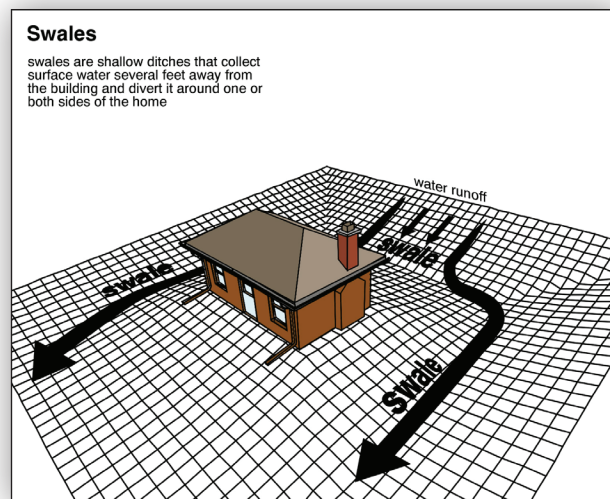 Swales
swales are shallow ditches that collect
surface water several feet away from
the building and divert it around one or
both sides of the home
water runoff
swale
swale
Swale